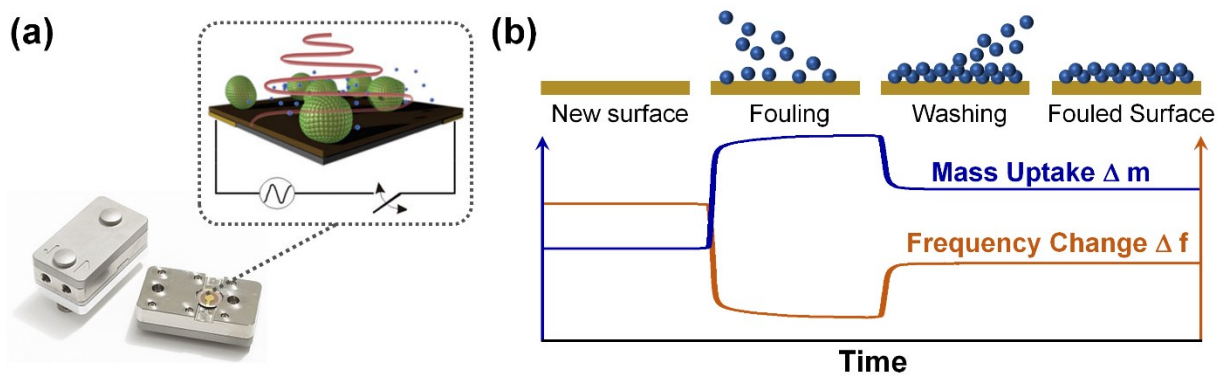 (a)
(b)
New surface
Fouling
Washing
Fouled Surface
Mass Uptake Δ m
Frequency Change Δ f
Time